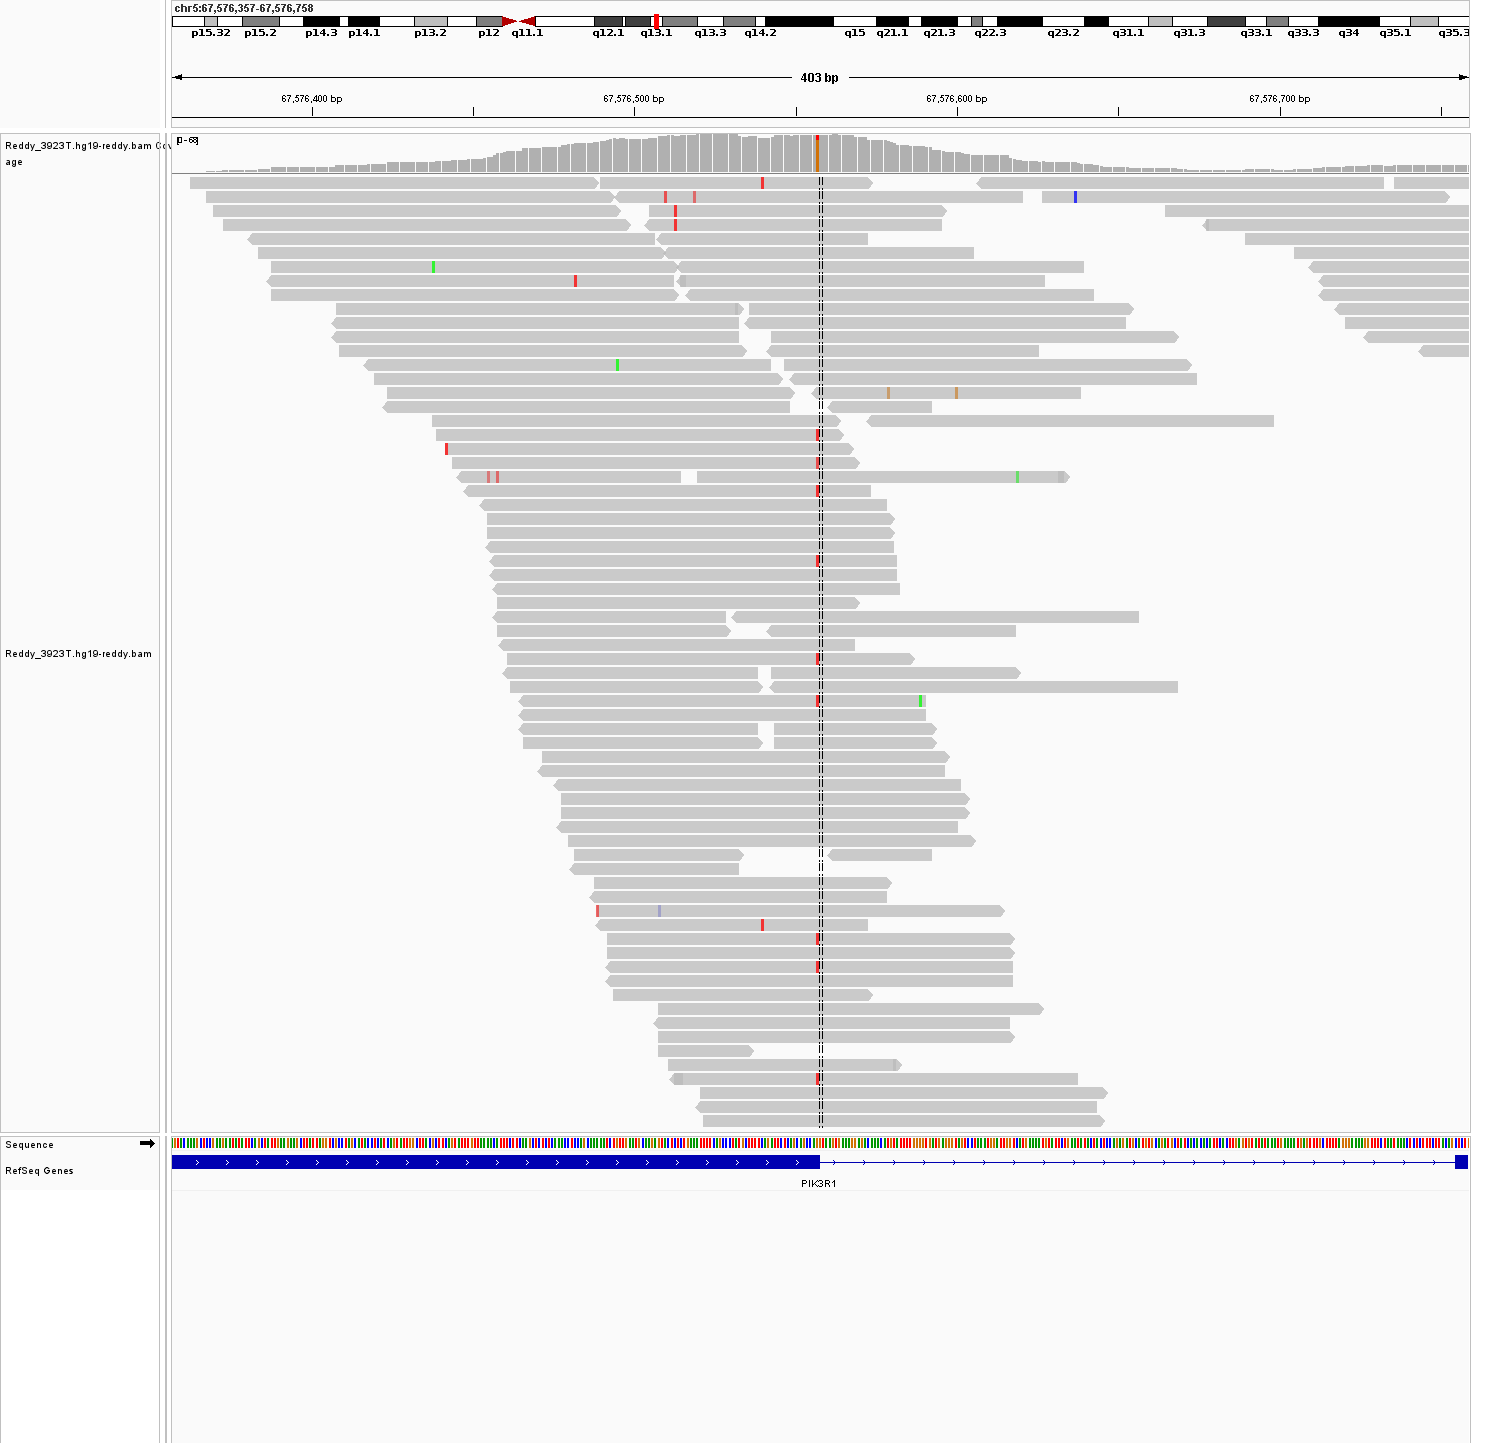 chr5:67,576,357-67,576,758
p15.32 p15.2 p14.3 p14.1 p13.2 p12 q11.1 q12.1 q13.1 q13.3 q14.2 q15 q21.1 q21.3 q22.3 q23.2 q31.1 q31.3 q33.1 q33.3 q34 q35.1 q35.3
403 bp
67,576,400 bp 67,576,500 bp 67,576,600 bp 67,576,700 bp
[0-68]
Reddy_3923T.hg19-reddy.bam Cov
age
Reddy_3923T.hg19-reddy.bam
Sequence
RefSeq Genes
PIK3R1